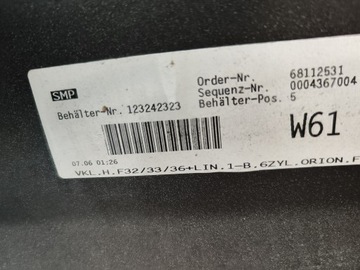 SMP
Behälter-Nr. 123242323
Order-Nr. 68112531
Sequenz-Nr. 0004367004
Behälter-Pos. 5
W61
07.06 01:26
VKL.H.F32/33/36+LIN.1-B.6ZYL.ORION.F